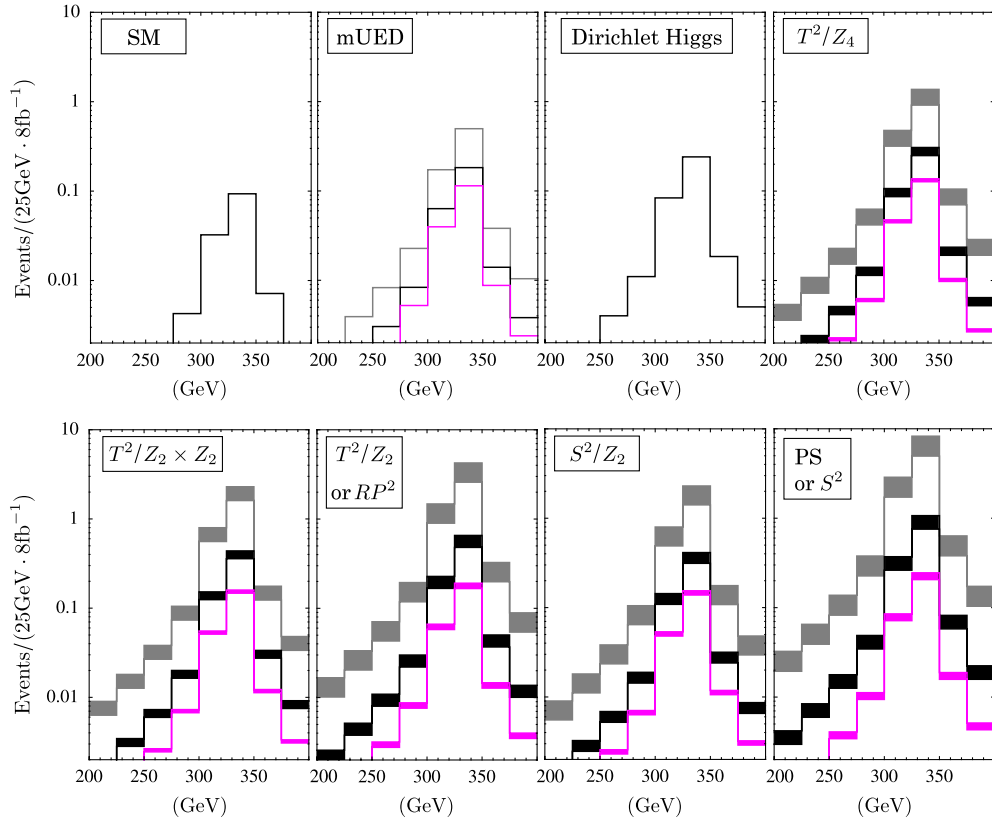 SM
mUED
Dirichlet Higgs
T²/Z₄
Events/(25GeV · 8fb⁻¹)
10
1
0.1
0.01
200 250 300 350
200 250 300 350
200 250 300 350
200 250 300 350
(GeV)
(GeV)
(GeV)
(GeV)
T²/Z₂ × Z₂
T²/Z₂
or RP²
S²/Z₂
PS
or S²
Events/(25GeV · 8fb⁻¹)
10
1
0.1
0.01
200 250 300 350
200 250 300 350
200 250 300 350
200 250 300 350
(GeV)
(GeV)
(GeV)
(GeV)